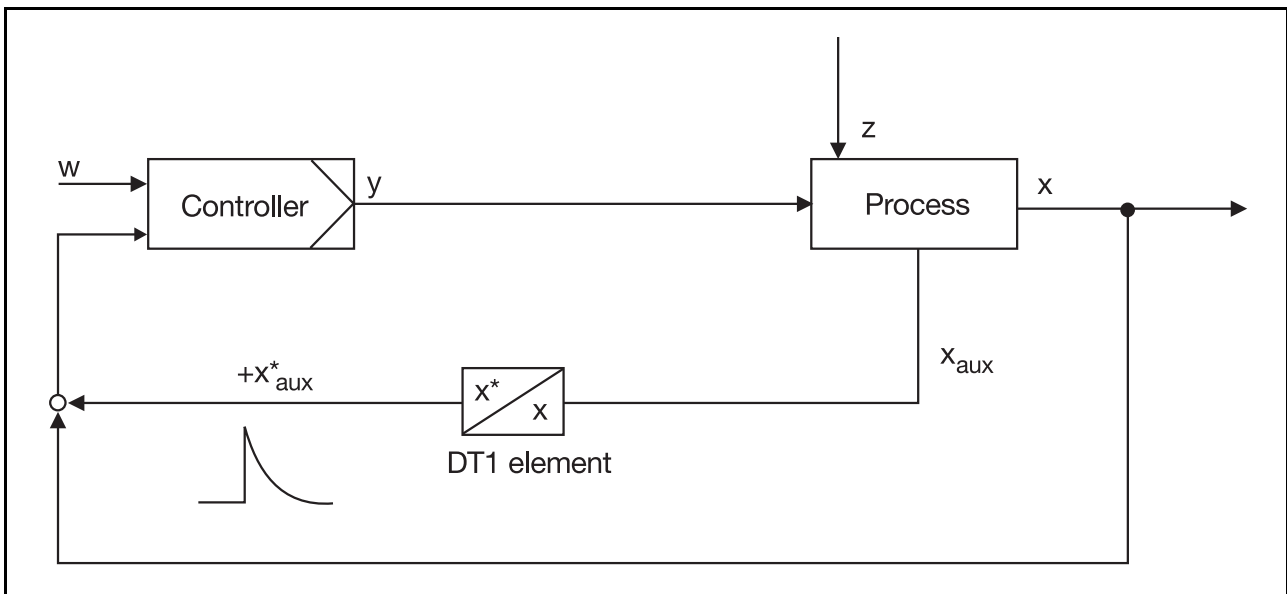 z
w
Controller
y
Process
x
x_aux
+x*_aux
x*
x
DT1 element